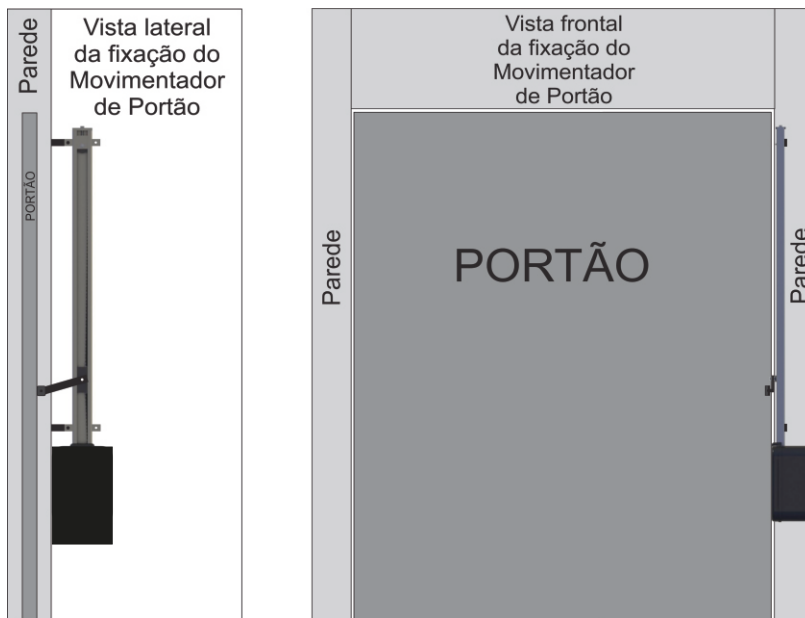 Parede
Vista lateral
da fixação do
Movimentador
de Portão
PORTÃO
Vista frontal
da fixação do
Movimentador
de Portão
Parede
PORTÃO
Parede